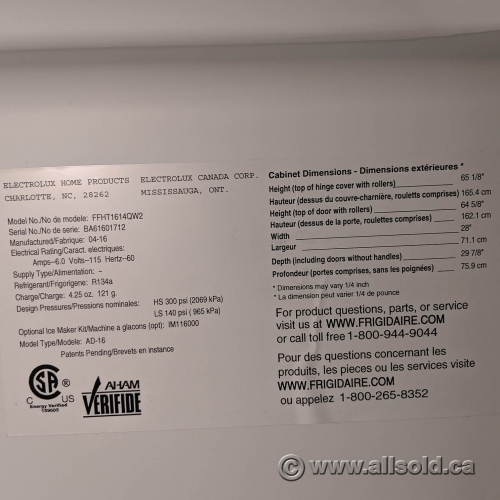 ELECTROLUX HOME PRODUCTS ELECTROLUX CANADA CORP.
CHARLOTTE, NC, 28262 MISSISSAUGA, ONT.
Model No./No de modele: FFHT1614QW2
Serial No./No de serie: BA61601712
Manufactured/Fabrique: 04-16
Electrical Rating/Caract. electriques:
Amps-6.0 Volts-115 Hertz-60
Supply Type/Alimentation: –
Refrigerant/Frigorigene: R134a
Charge/Charge: 4.25 oz. 121 g.
Design Pressures/Pressions nominales: HS 300 psi (2069 kPa)
LS 140 psi ( 965 kPa)
Optional Ice Maker Kit/Machine a glacons (opt): IM116000
Model Type/Modele: AD-16
Patents Pending/Brevets en instance
C US
Energy Verified
159605
AHAM
VERIFIDE
Cabinet Dimensions - Dimensions extérieures *
Height (top of hinge cover with rollers) 65 1/8"
Hauteur (dessus du couvre-charnière, roulettes comprises) 165.4 cm
Height (top of door with rollers) 64 5/8"
Hauteur (dessus de la porte, roulettes comprises) 162.1 cm
Width 28"
Largeur 71.1 cm
Depth (including doors without handles) 29 7/8"
Profondeur (portes comprises, sans les poignées) 75.9 cm
* Dimensions may vary 1/4 inch
* La dimension peut varier 1/4 de pounce
For product questions, parts, or service
visit us at WWW.FRIGIDAIRE.COM
or call toll free 1-800-944-9044
Pour des questions concernant les
produits, les pieces ou les services visite
WWW.FRIGIDAIRE.COM
ou appelez 1-800-265-8352
www.allsold.ca